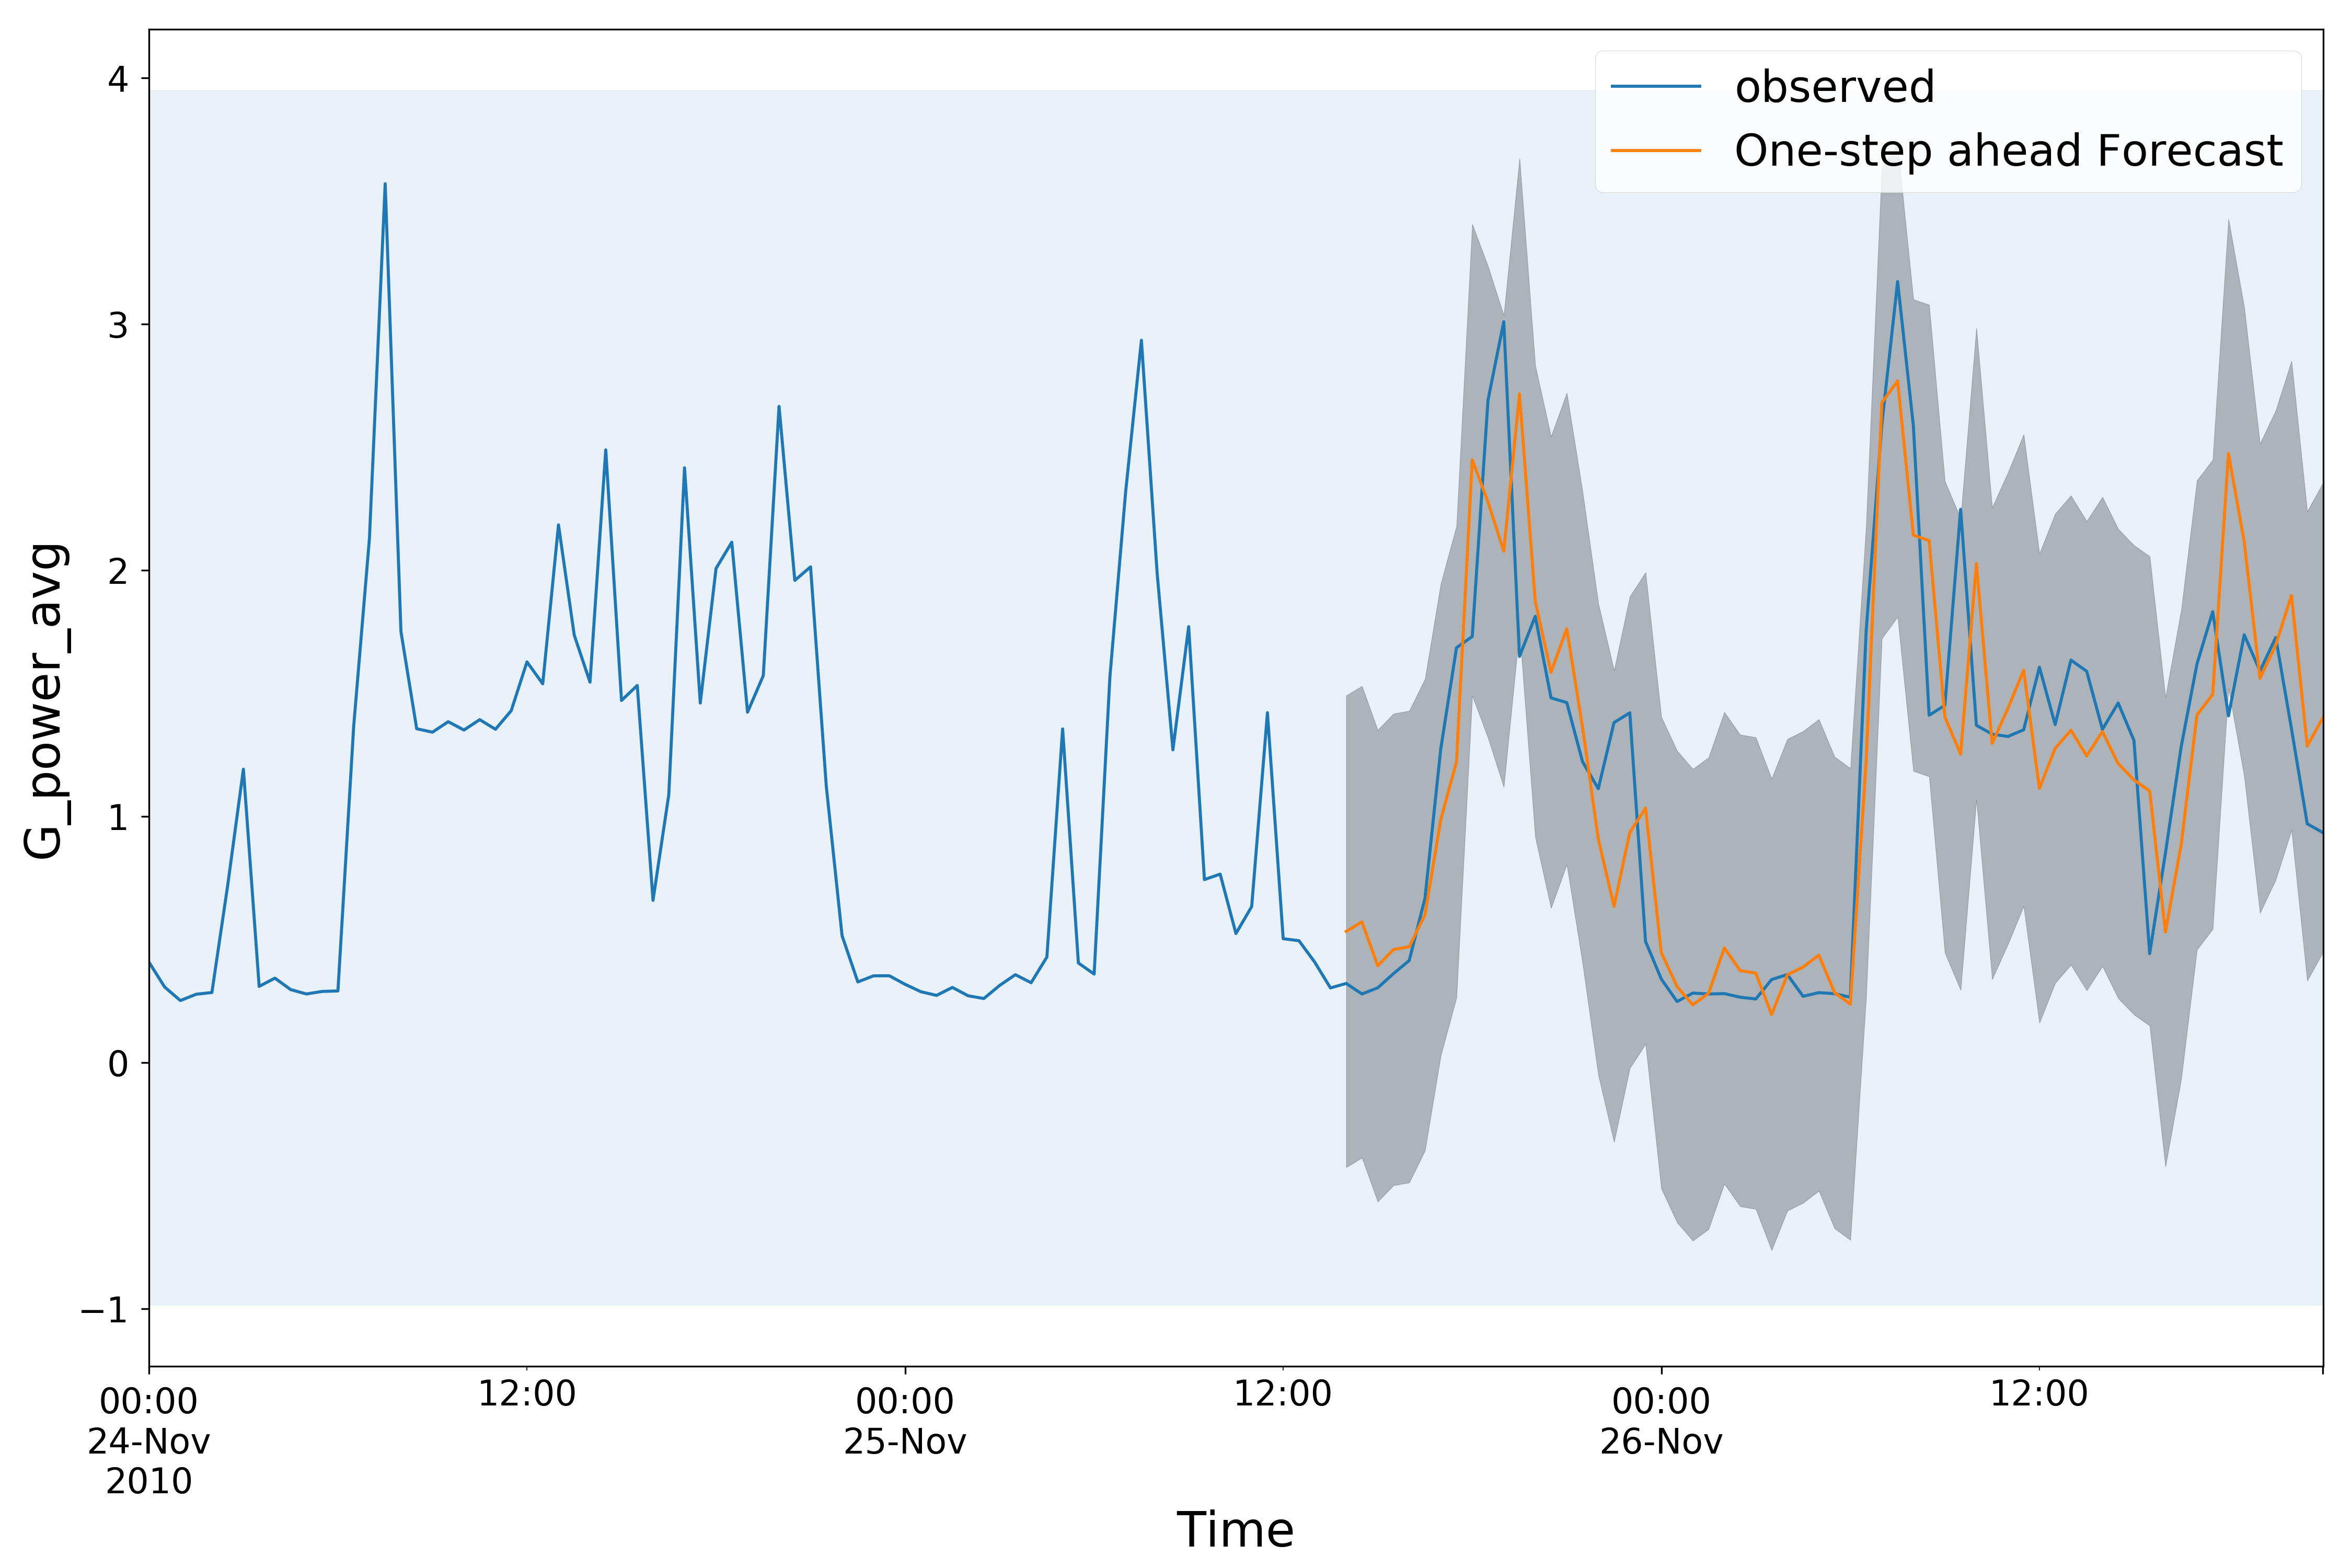 observed
One-step ahead Forecast
G_power_avg
4
3
2
1
0
−1
00:00
24-Nov
2010
12:00
00:00
25-Nov
12:00
00:00
26-Nov
12:00
Time